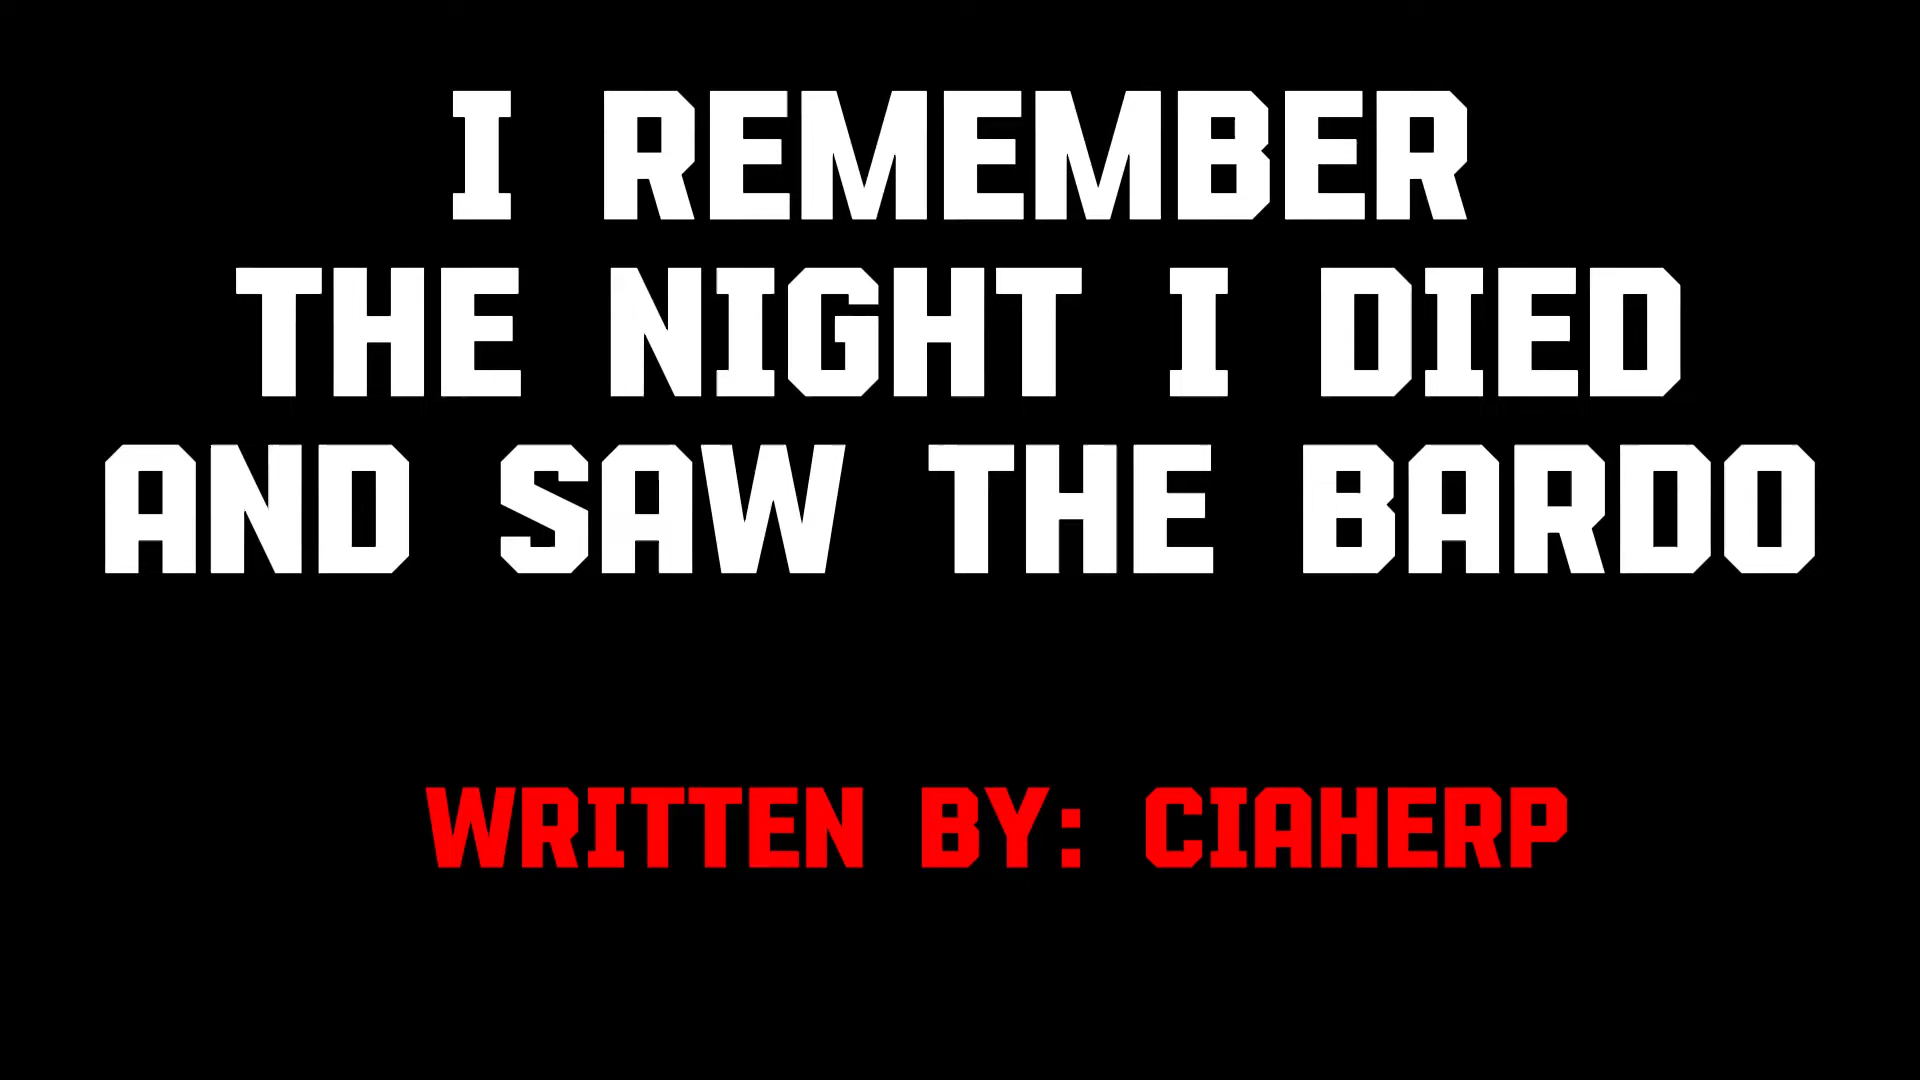 I REMEMBER
THE NIGHT I DIED
AND SAW THE BARDO
WRITTEN BY: CIAHERP